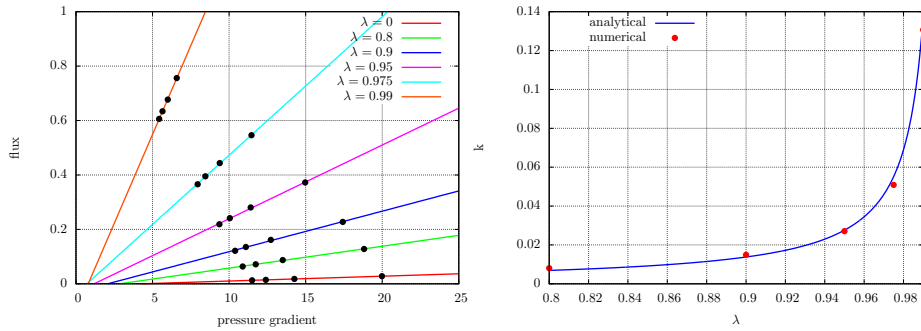 1
0.8
0.6
0.4
0.2
0
flux
0 5 10 15 20 25
pressure gradient
λ = 0
λ = 0.8
λ = 0.9
λ = 0.95
λ = 0.975
λ = 0.99
0.14
0.12
0.1
0.08
0.06
0.04
0.02
0
k
0.8 0.82 0.84 0.86 0.88 0.9 0.92 0.94 0.96 0.98
λ
analytical
numerical